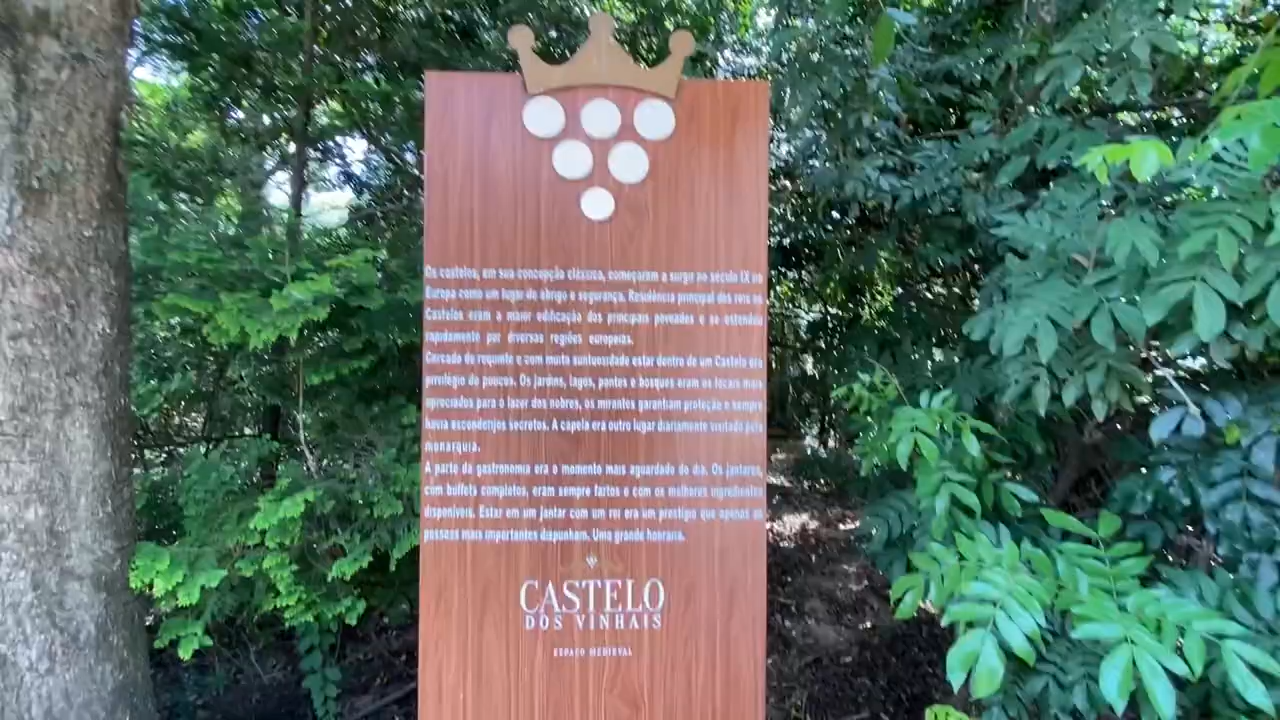 Os castelos, em sua concepção clássica, começaram a surgir no século IX na
Europa como um lugar de abrigo e segurança. Residência principal dos reis os
Castelos eram a maior edificação dos principais povoados e se estendeu
rapidamente por diversas regiões europeias.
Cercado de requinte e com muita suntuosidade estar dentro de um Castelo era
privilégio de poucos. Os jardins, lagos, pontes e bosques eram os locais mais
apreciados para o lazer dos nobres, os mirantes garantiam proteção e sempre
havia esconderijos secretos. A capela era outro lugar diariamente visitado pela
monarquia.
A parte da gastronomia era o momento mais aguardado do dia. Os jantares,
com buffets completos, eram sempre fartos e com os melhores ingredientes
disponíveis. Estar em um jantar com um rei era um prestígio que apenas as
pessoas mais importantes dispunham. Uma grande honraria.
CASTELO
DOS VINHAIS
ESPAÇO MEDIEVAL